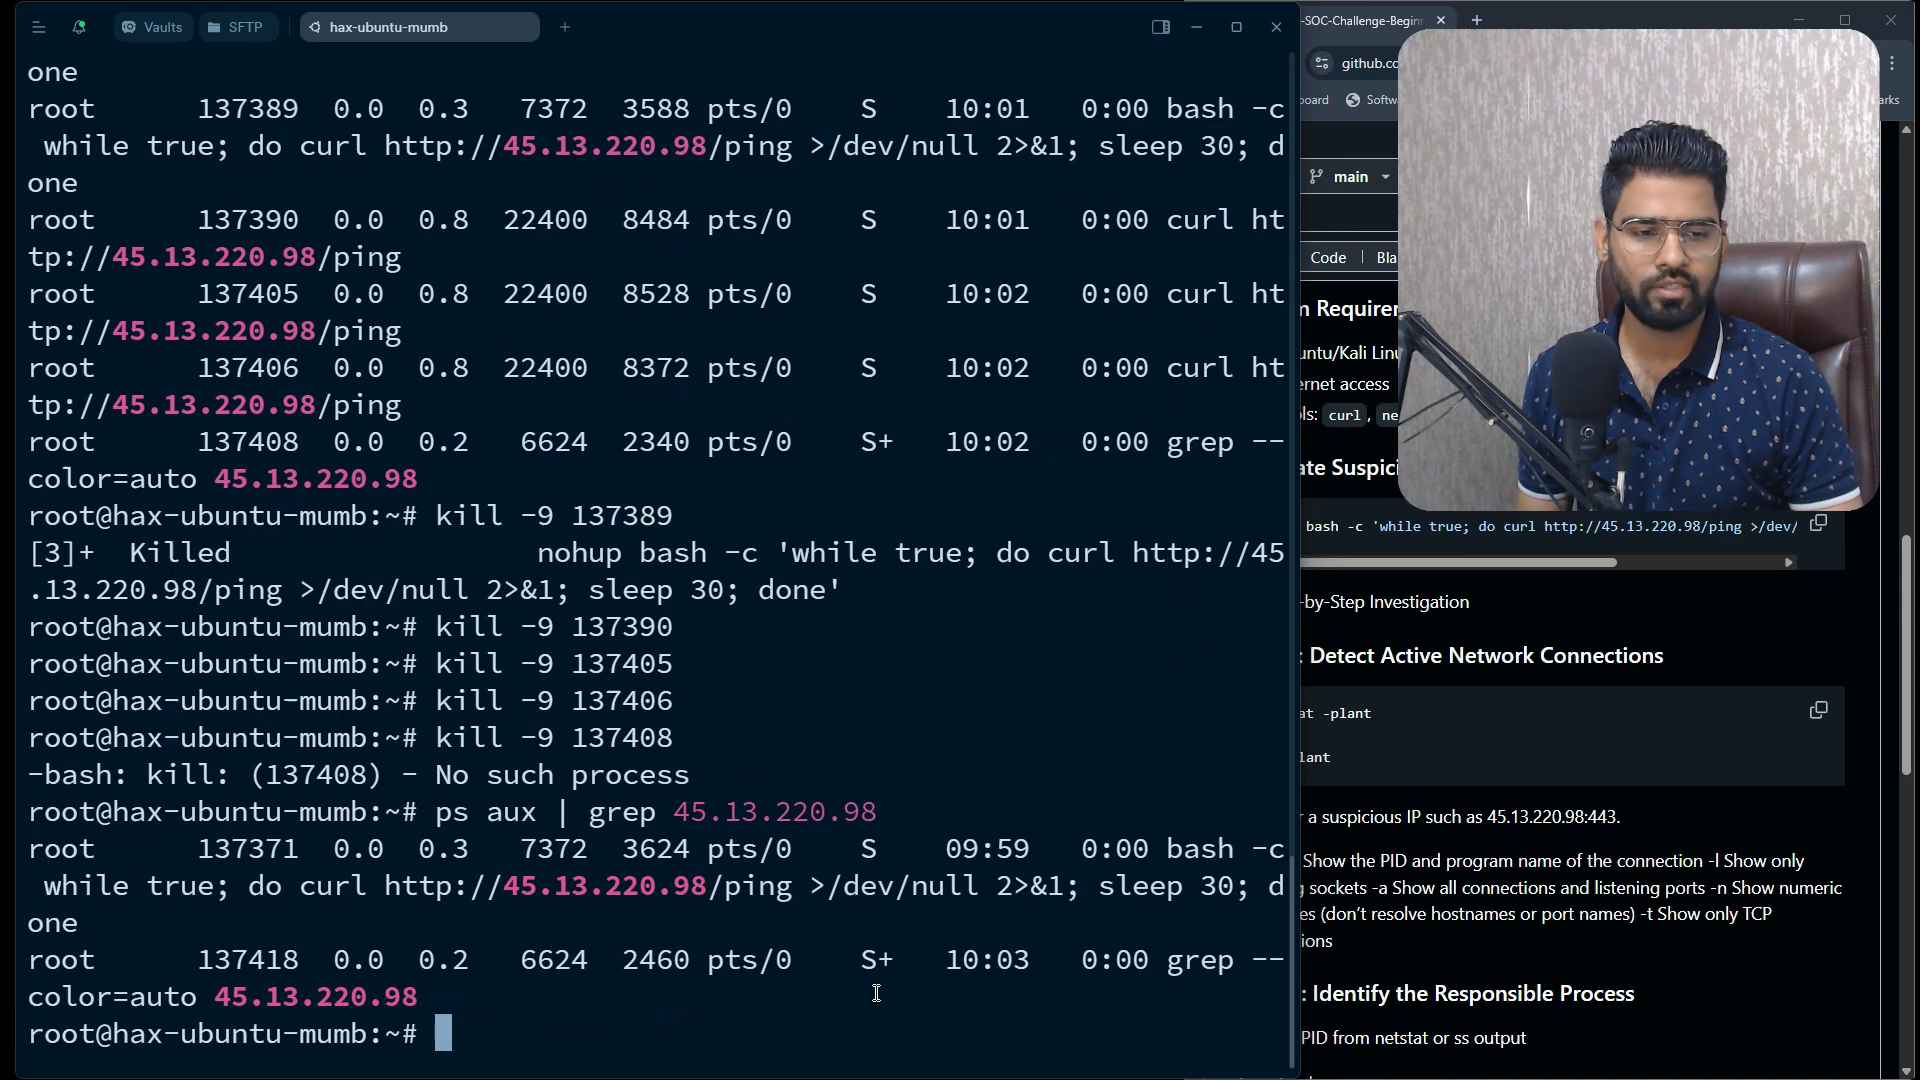 Vaults
SFTP
hax-ubuntu-mumb
one
root 137389 0.0 0.3 7372 3588 pts/0 S 10:01 0:00 bash -c
while true; do curl http://45.13.220.98/ping >/dev/null 2>&1; sleep 30; d
one
root 137390 0.0 0.8 22400 8484 pts/0 S 10:01 0:00 curl ht
tp://45.13.220.98/ping
root 137405 0.0 0.8 22400 8528 pts/0 S 10:02 0:00 curl ht
tp://45.13.220.98/ping
root 137406 0.0 0.8 22400 8372 pts/0 S 10:02 0:00 curl ht
tp://45.13.220.98/ping
root 137408 0.0 0.2 6624 2340 pts/0 S+ 10:02 0:00 grep --
color=auto 45.13.220.98
root@hax-ubuntu-mumb:~# kill -9 137389
[3]+ Killed nohup bash -c 'while true; do curl http://45
.13.220.98/ping >/dev/null 2>&1; sleep 30; done'
root@hax-ubuntu-mumb:~# kill -9 137390
root@hax-ubuntu-mumb:~# kill -9 137405
root@hax-ubuntu-mumb:~# kill -9 137406
root@hax-ubuntu-mumb:~# kill -9 137408
-bash: kill: (137408) - No such process
root@hax-ubuntu-mumb:~# ps aux | grep 45.13.220.98
root 137371 0.0 0.3 7372 3624 pts/0 S 09:59 0:00 bash -c
while true; do curl http://45.13.220.98/ping >/dev/null 2>&1; sleep 30; d
one
root 137418 0.0 0.2 6624 2460 pts/0 S+ 10:03 0:00 grep --
color=auto 45.13.220.98
root@hax-ubuntu-mumb:~#
-SOC-Challenge-Begin
github.co
board Softw arks
main
Code Bla
n Requirer
untu/Kali Linu
ernet access
ls: curl, ne
ate Suspici
bash -c 'while true; do curl http://45.13.220.98/ping >/dev/
-by-Step Investigation
: Detect Active Network Connections
at -plant
lant
r a suspicious IP such as 45.13.220.98:443.
Show the PID and program name of the connection -l Show only
g sockets -a Show all connections and listening ports -n Show numeric
es (don’t resolve hostnames or port names) -t Show only TCP
ions
: Identify the Responsible Process
PID from netstat or ss output